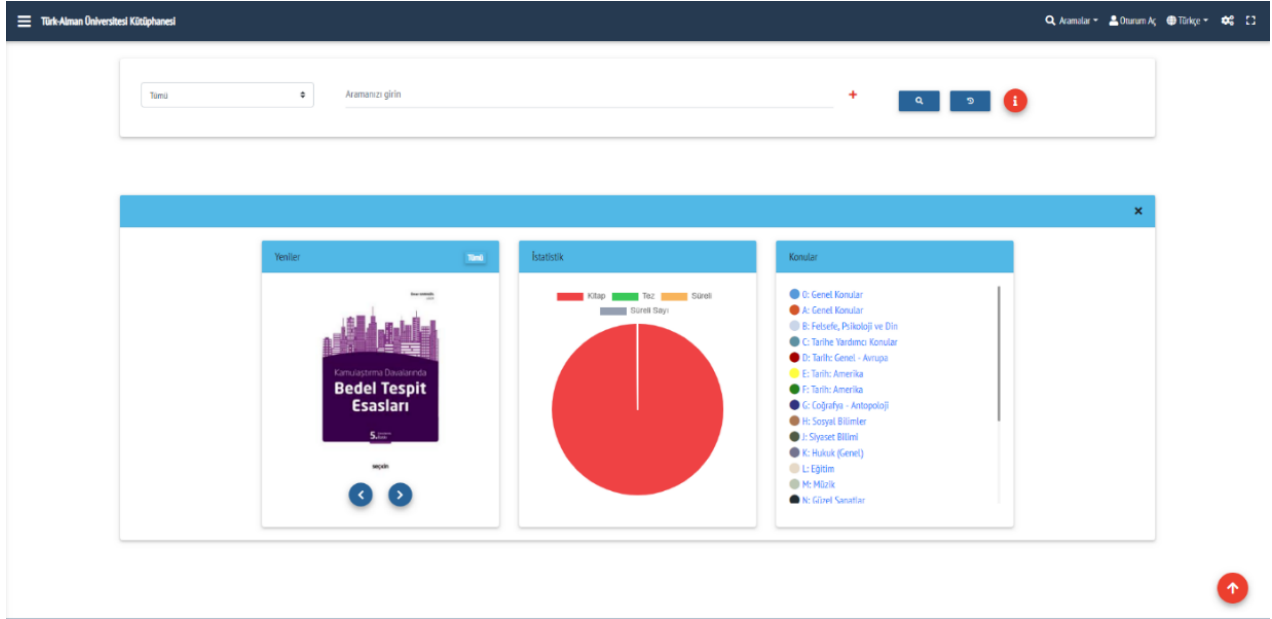 Türk-Alman Üniversitesi Kütüphanesi
Aramalar
Oturum Aç
Türkçe
Tümü
Aramanızı girin
Yeniler
Tümü
Kamulaştırma Davalarında
Bedel Tespit
Esasları
5.
seçkin
İstatistik
Kitap
Tez
Süreli
Süreli Sayı
Konular
0: Genel Konular
A: Genel Konular
B: Felsefe, Psikoloji ve Din
C: Tarihe Yardımcı Konular
D: Tarih: Genel - Avrupa
E: Tarih: Amerika
F: Tarih: Amerika
G: Coğrafya - Antopoloji
H: Sosyal Bilimler
J: Siyaset Bilimi
K: Hukuk (Genel)
L: Eğitim
M: Müzik
N: Güzel Sanatlar